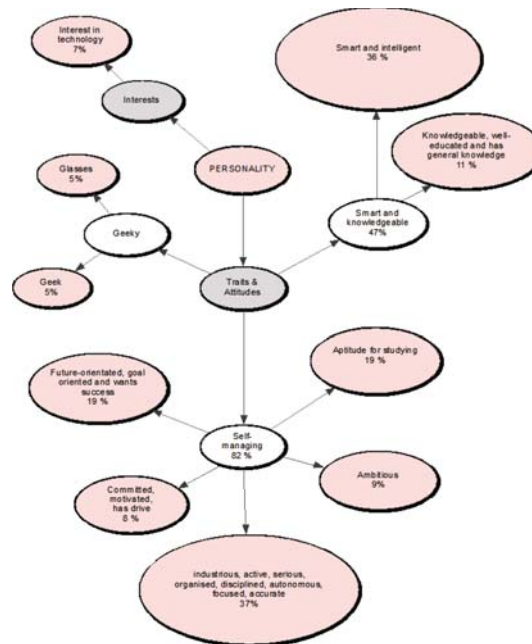 Interest in
technology
7%
Smart and intelligent
36 %
Interests
Knowledgeable, well-
educated and has
general knowledge
11 %
PERSONALITY
Glasses
5%
Smart and
knowledgeable
47%
Geeky
Geek
5%
Traits &
Attitudes
Aptitude for studying
19 %
Future-orientated, goal
oriented and wants
success
19 %
Self-
managing
82 %
Ambitious
9%
Committed,
motivated,
has drive
8 %
industrious, active, serious,
organised, disciplined, autonomous,
focused, accurate
37%